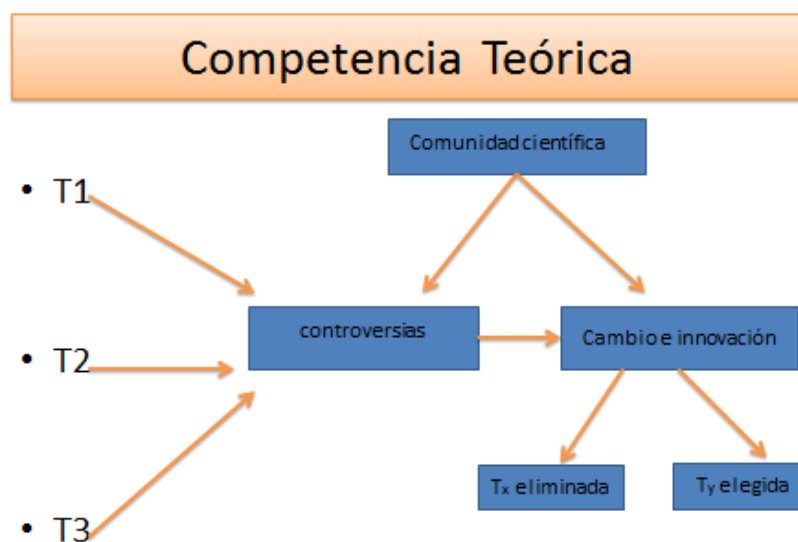 Competencia Teórica
Comunidad científica
• T1
controversias
Cambio e innovación
• T2
Tx eliminada
Ty elegida
• T3